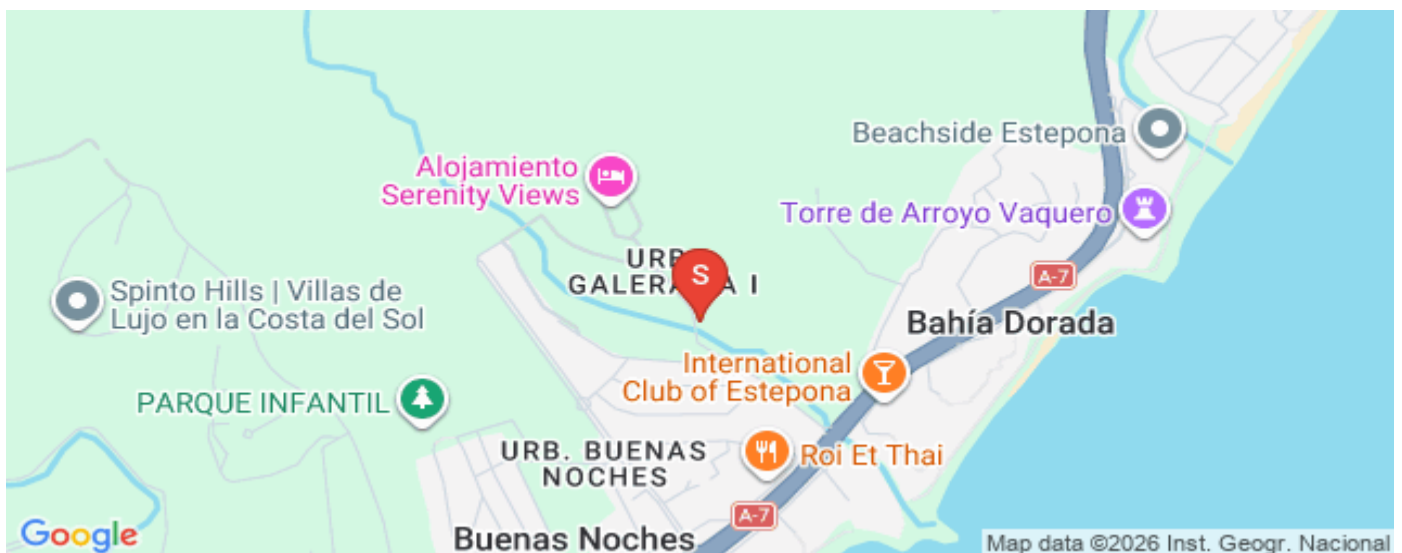 Beachside Estepona
Alojamiento
Serenity Views
Torre de Arroyo Vaquero
URB.
GALERA A I
A-7
Spinto Hills | Villas de
Lujo en la Costa del Sol
S
Bahía Dorada
International
Club of Estepona
PARQUE INFANTIL
URB. BUENAS
NOCHES
Roi Et Thai
A-7
Buenas Noches
Google
Map data ©2026 Inst. Geogr. Nacional